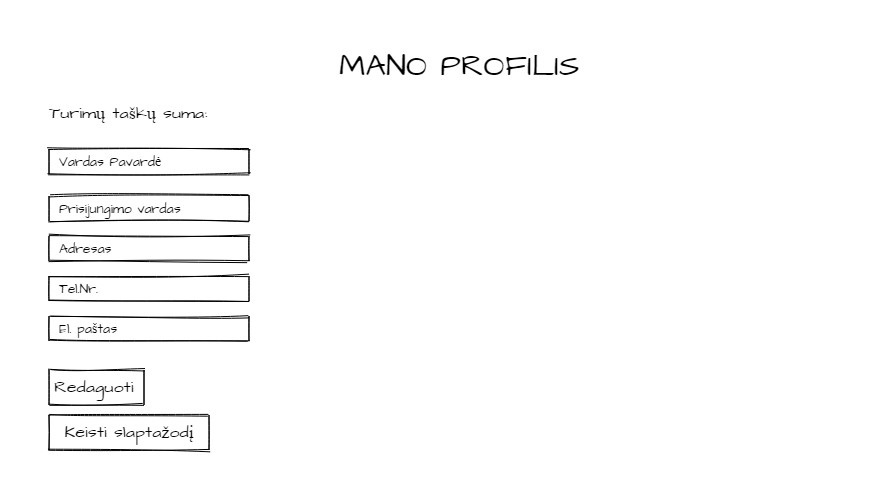 MANO PROFILIS
Turimų taškų suma:
Vardas Pavardė
Prisijungimo vardas
Adresas
Tel.Nr.
El. paštas
Redaguoti
Keisti slaptažodį